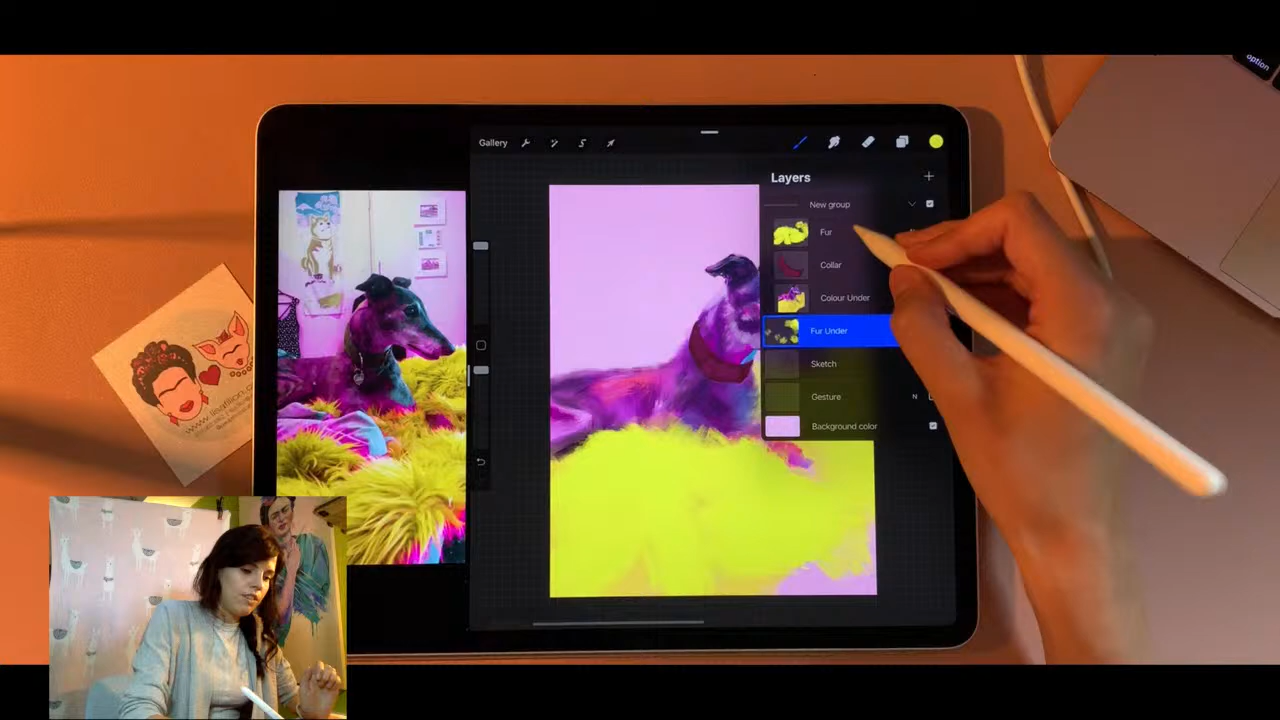 option
Gallery
Layers
New group
Fur
Collar
Colour Under
Fur Under
Sketch
Gesture
N
Background color